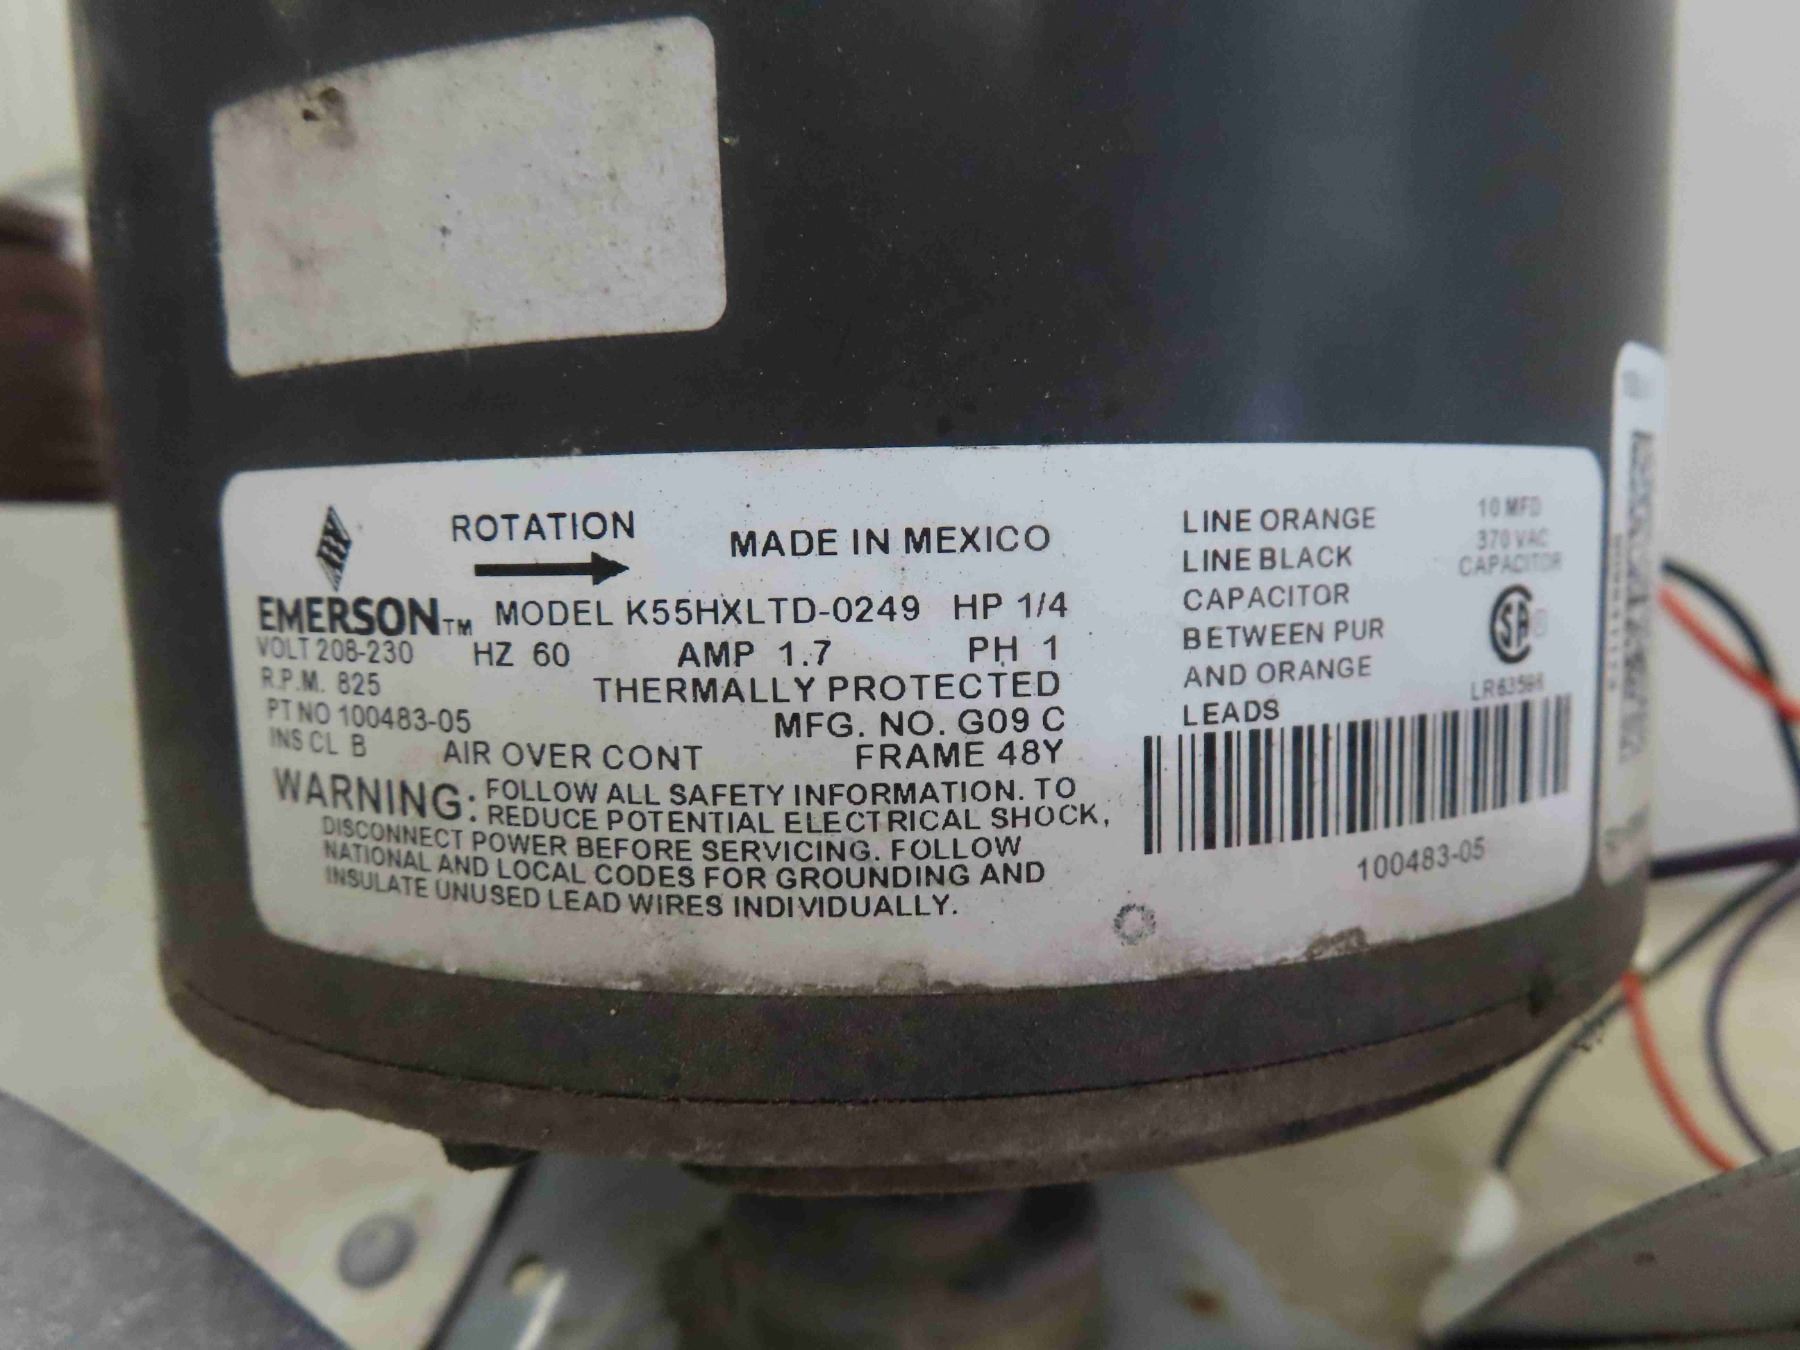 ROTATION
MADE IN MEXICO
EMERSON TM
MODEL K55HXLTD-0249 HP 1/4
VOLT 208-230 HZ 60 AMP 1.7 PH 1
R.P.M. 825 THERMALLY PROTECTED
PT NO 100483-05 MFG. NO. G09 C
INS CL B AIR OVER CONT FRAME 48Y
WARNING: FOLLOW ALL SAFETY INFORMATION. TO
REDUCE POTENTIAL ELECTRICAL SHOCK,
DISCONNECT POWER BEFORE SERVICING. FOLLOW
NATIONAL AND LOCAL CODES FOR GROUNDING AND
INSULATE UNUSED LEAD WIRES INDIVIDUALLY.
LINE ORANGE
LINE BLACK
CAPACITOR
BETWEEN PUR
AND ORANGE
LEADS
10 MFD
370 VAC
CAPACITOR
SA ®
100483-05